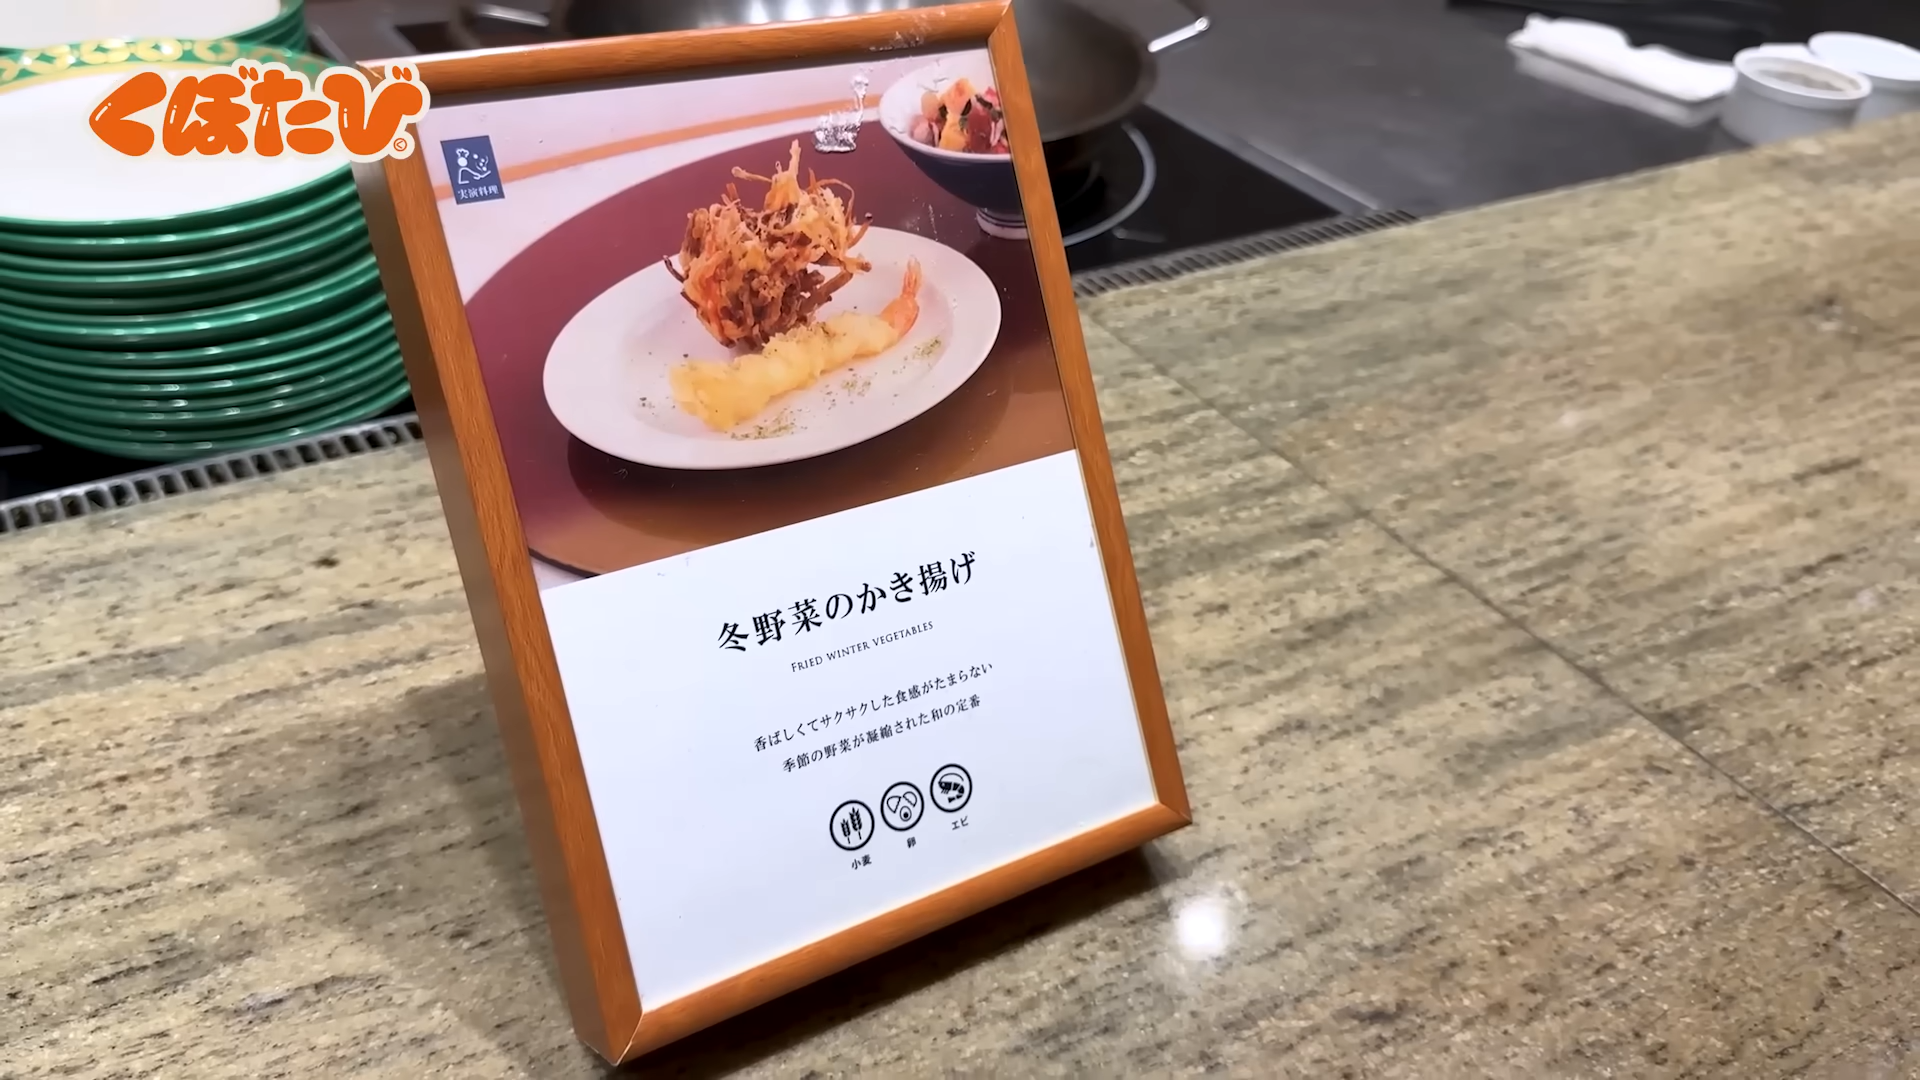 くぼたび
実演料理
冬野菜のかき揚げ
FRIED WINTER VEGETABLES
香ばしくてサクサクした食感がたまらない
季節の野菜が凝縮された和の定番
小麦
卵
エビ